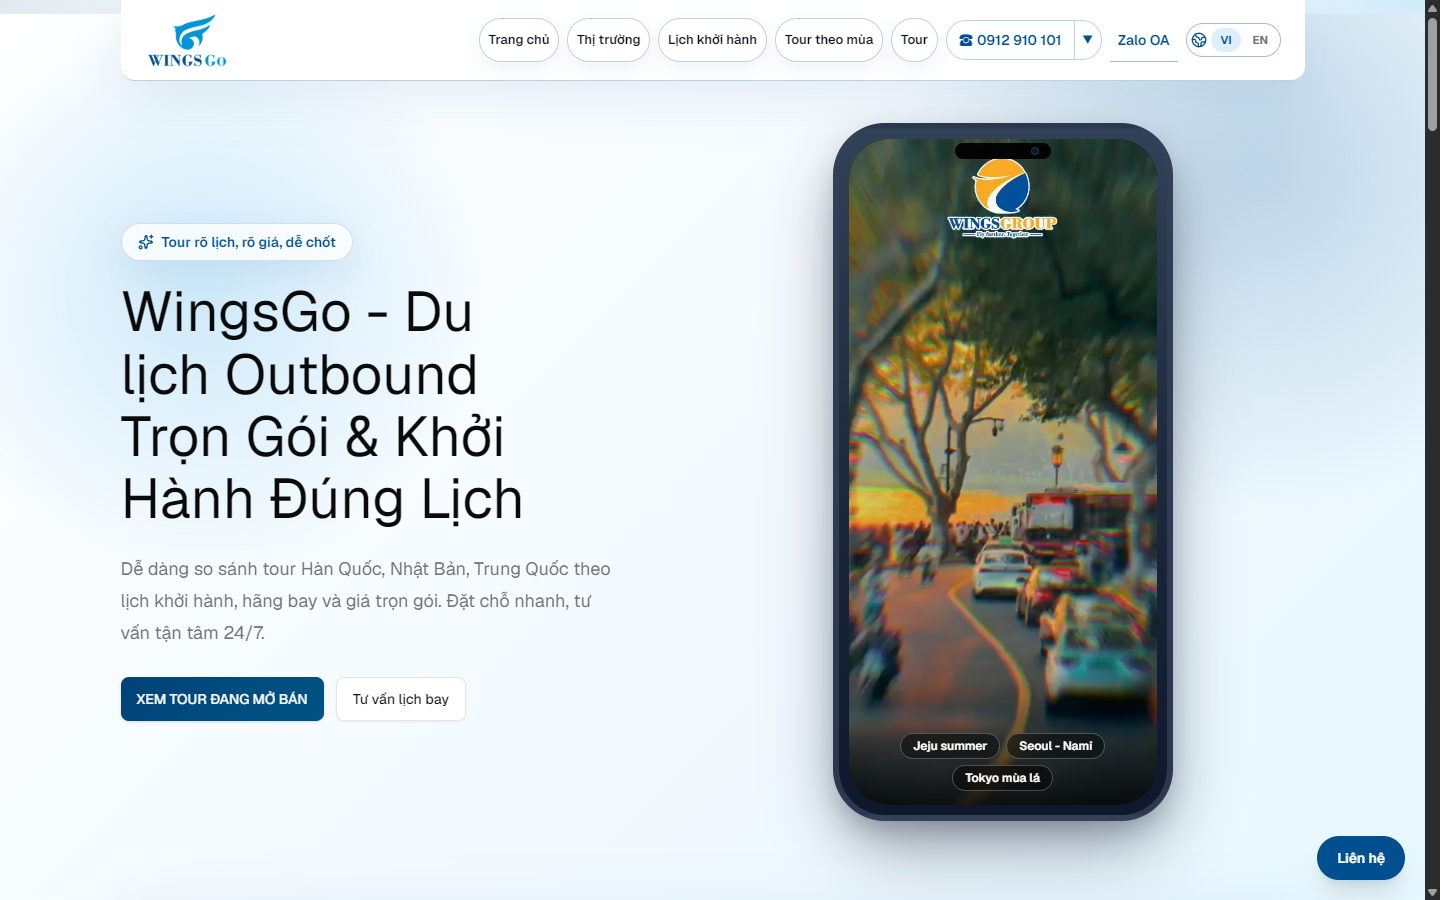 WINGS GO
Trang chủ
Thị trường
Lịch khởi hành
Tour theo mùa
Tour
☎ 0912 910 101
▼
Zalo OA
VI
EN
Tour rõ lịch, rõ giá, dễ chốt
WingsGo - Du
lịch Outbound
Trọn Gói & Khởi
Hành Đúng Lịch
Dễ dàng so sánh tour Hàn Quốc, Nhật Bản, Trung Quốc theo
lịch khởi hành, hãng bay và giá trọn gói. Đặt chỗ nhanh, tư
vấn tận tâm 24/7.
XEM TOUR ĐANG MỞ BÁN
Tư vấn lịch bay
WINGSGROUP
Fly further, Together
Jeju summer
Seoul - Nami
Tokyo mùa lá
Liên hệ